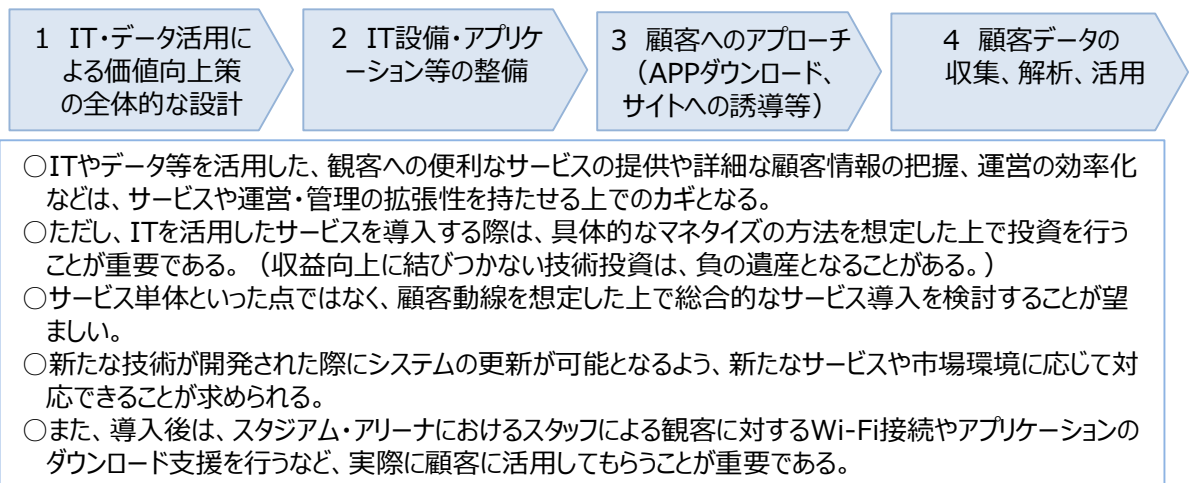 1 IT・データ活用に
よる価値向上策
の全体的な設計
2 IT設備・アプリケ
ーション等の整備
3 顧客へのアプローチ
（APPダウンロード、
サイトへの誘導等）
4 顧客データの
収集、解析、活用
○ITやデータ等を活用した、観客への便利なサービスの提供や詳細な顧客情報の把握、運営の効率化
などは、サービスや運営・管理の拡張性を持たせる上でのカギとなる。
○ただし、ITを活用したサービスを導入する際は、具体的なマネタイズの方法を想定した上で投資を行う
ことが重要である。（収益向上に結びつかない技術投資は、負の遺産となることがある。）
○サービス単体といった点ではなく、顧客動線を想定した上で総合的なサービス導入を検討することが望
ましい。
○新たな技術が開発された際にシステムの更新が可能となるよう、新たなサービスや市場環境に応じて対
応できることが求められる。
○また、導入後は、スタジアム・アリーナにおけるスタッフによる観客に対するWi-Fi接続やアプリケーションの
ダウンロード支援を行うなど、実際に顧客に活用してもらうことが重要である。